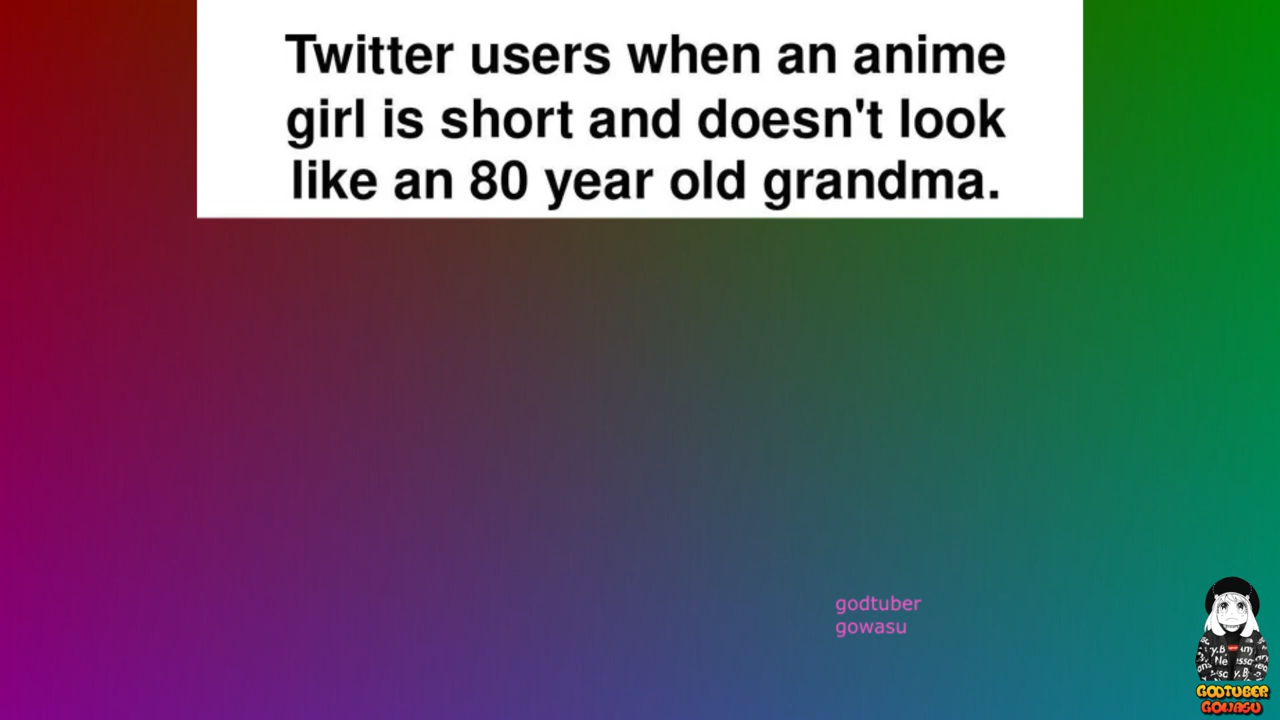 Twitter users when an anime
girl is short and doesn't look
like an 80 year old grandma.
godtuber
gowasu
GODTUBER
GOWASU